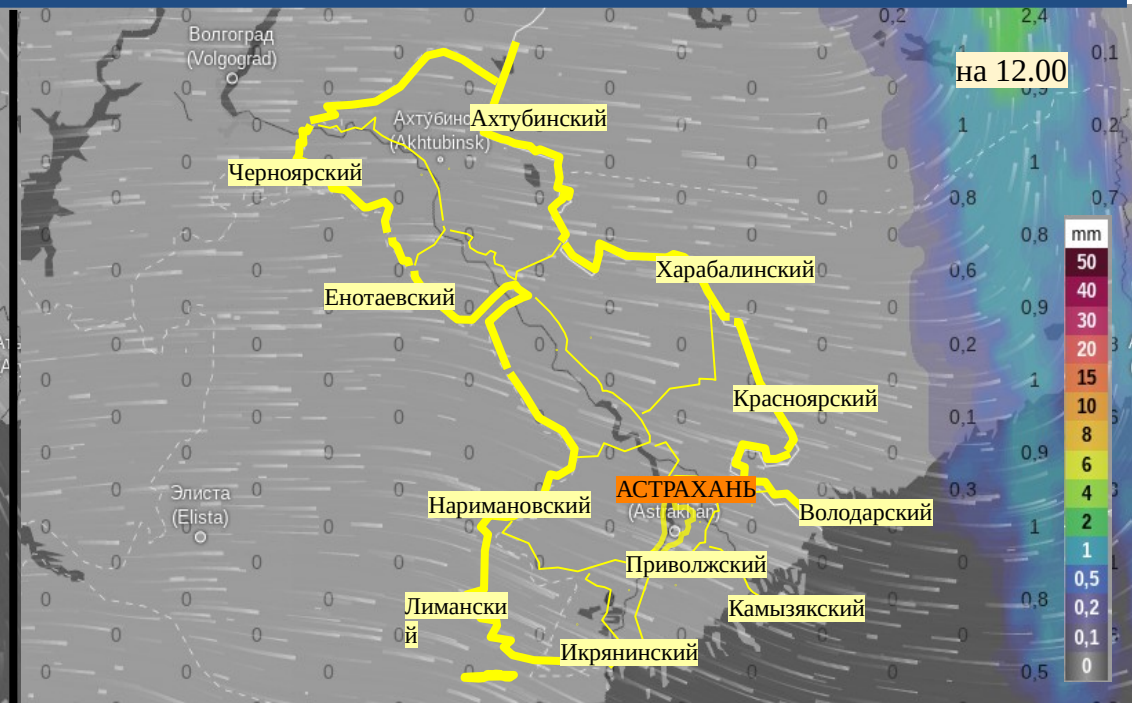 Волгоград
(Volgograd)
0,2
2,4
0,1
на 12.00
0,9
Ахтубинский
(Akhtubinsk)
1
0,2
1
Черноярский
0,8
0,7
0,8
mm
Харабалинский
0,6
50
Енотаевский
40
0,9
30
0,2
20
1
15
Красноярский
10
0,1
8
0,9
6
Элиста
(Elista)
АСТРАХАНЬ
(Astrakhan)
0,3
4
Наримановский
Володарский
1
2
1
Приволжский
0,5
Лимански
й
Камызякский
0,8
0,2
Икрянинский
0,1
0,5
0